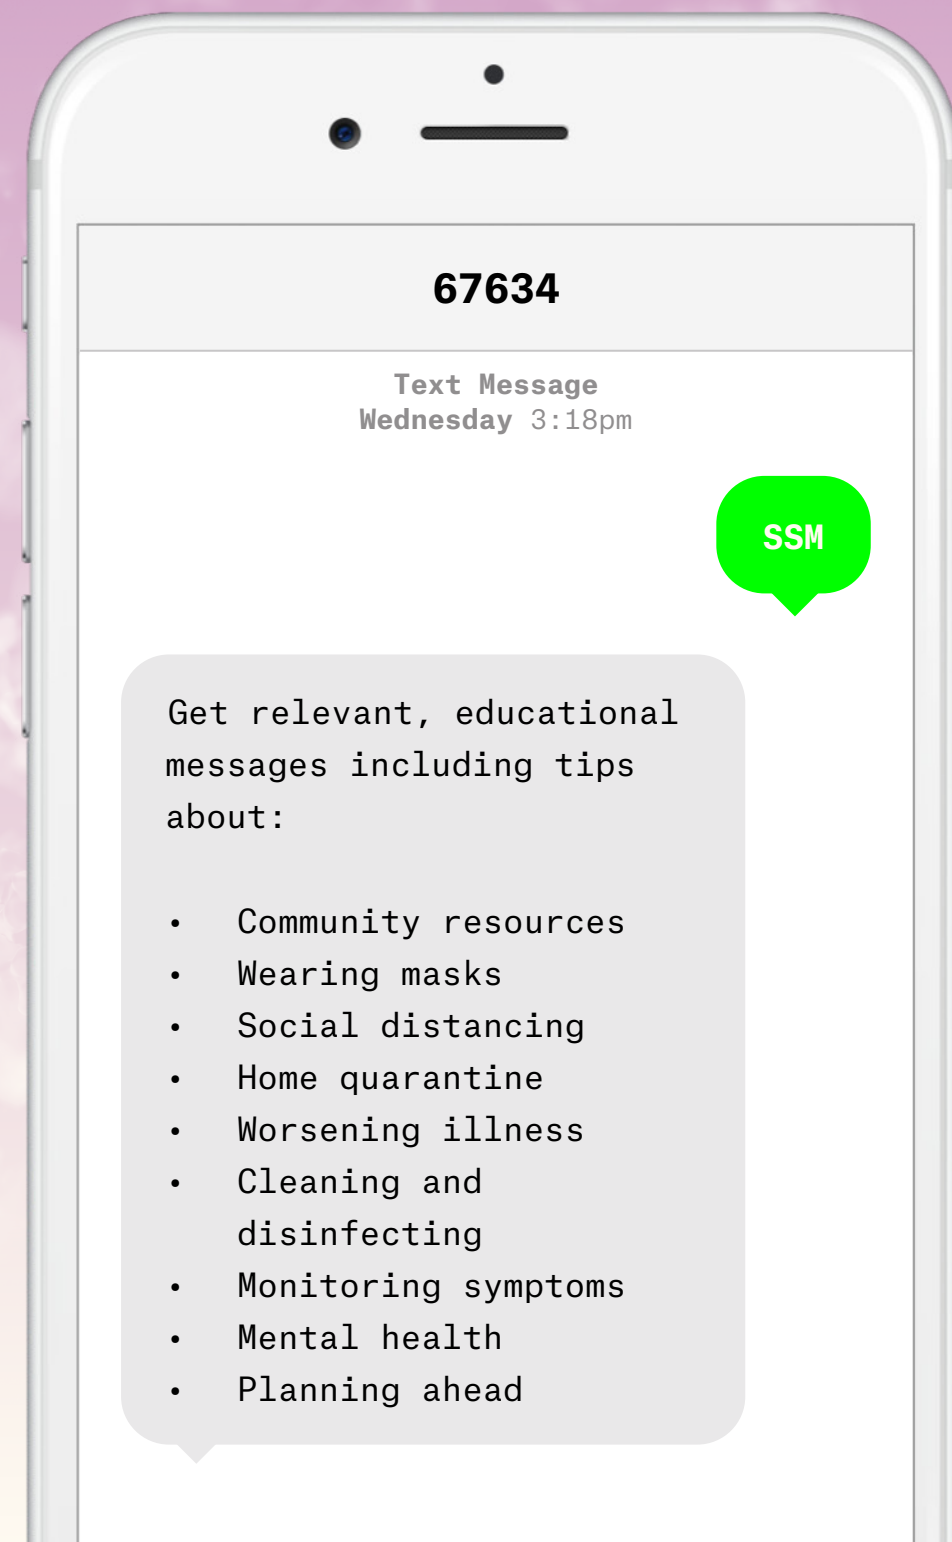 67634
Text Message
Wednesday 3:18pm
SSM
Get relevant, educational
messages including tips
about:
• Community resources
• Wearing masks
• Social distancing
• Home quarantine
• Worsening illness
• Cleaning and
disinfecting
• Monitoring symptoms
• Mental health
• Planning ahead